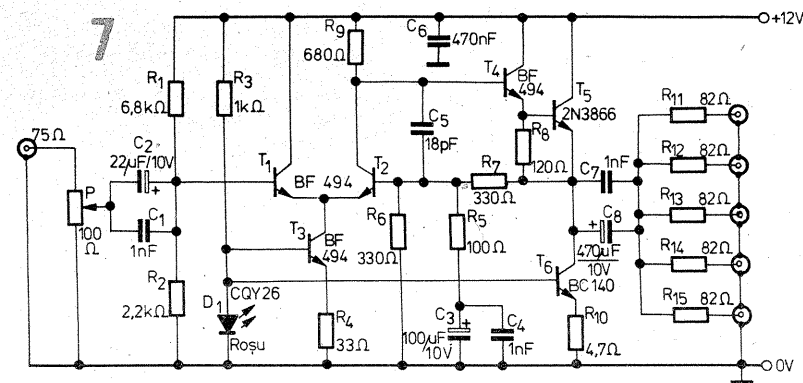 7
+12V
R9
680Ω
C6
470nF
T4
BF
494
T5
2N3866
R1
6,8kΩ
R3
1kΩ
R11 82Ω
75Ω
C2
22µF/10V
+
C5
18pF
R8
120Ω
R12 82Ω
T1
BF 494
T2
R7
330Ω
C7
1nF
R13 82Ω
P
100
Ω
C1
1nF
T3
BF
494
R6
330Ω
R5
100Ω
+
C8
470µF
10V
R14 82Ω
R2
2,2kΩ
D1
CQY26
Roșu
T6
BC140
R15 82Ω
R4
33Ω
C3
+
100/µF
10V
C4
1nF
R10
4,7Ω
0V